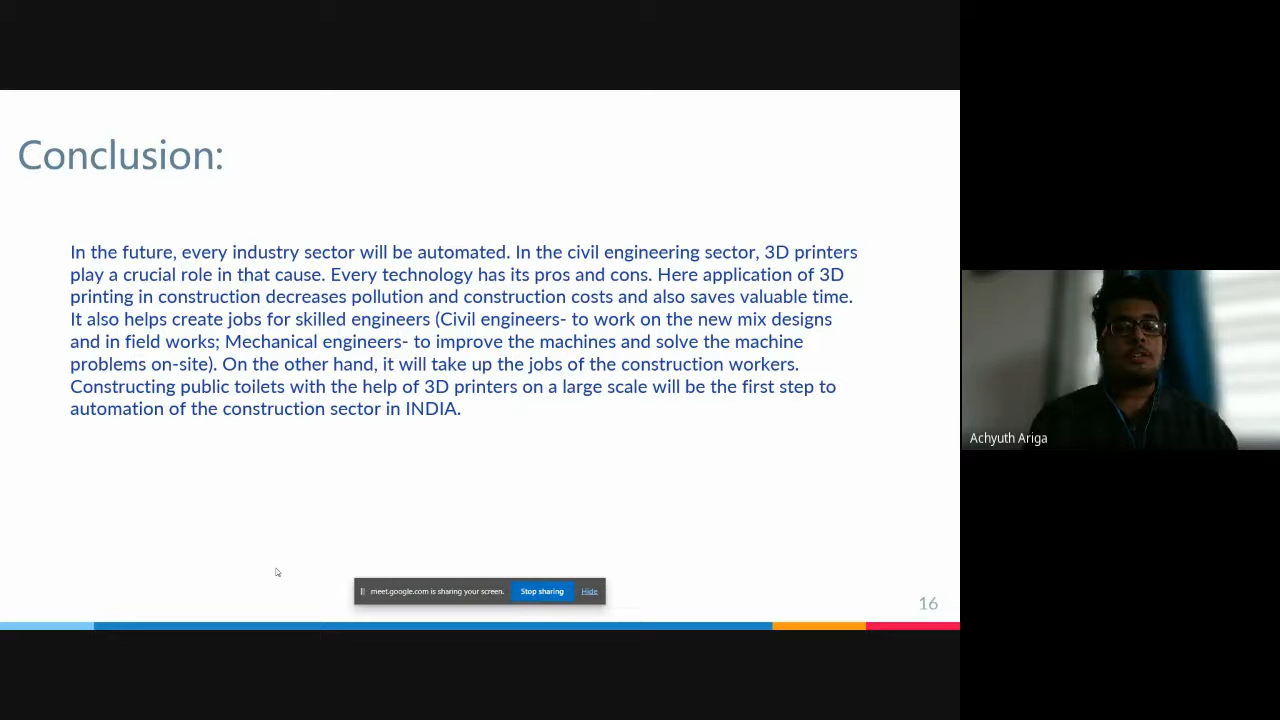 Conclusion:
In the future, every industry sector will be automated. In the civil engineering sector, 3D printers
play a crucial role in that cause. Every technology has its pros and cons. Here application of 3D
printing in construction decreases pollution and construction costs and also saves valuable time.
It also helps create jobs for skilled engineers (Civil engineers- to work on the new mix designs
and in field works; Mechanical engineers- to improve the machines and solve the machine
problems on-site). On the other hand, it will take up the jobs of the construction workers.
Constructing public toilets with the help of 3D printers on a large scale will be the first step to
automation of the construction sector in INDIA.
meet.google.com is sharing your screen. Stop sharing Hide
16
Achyuth Ariga